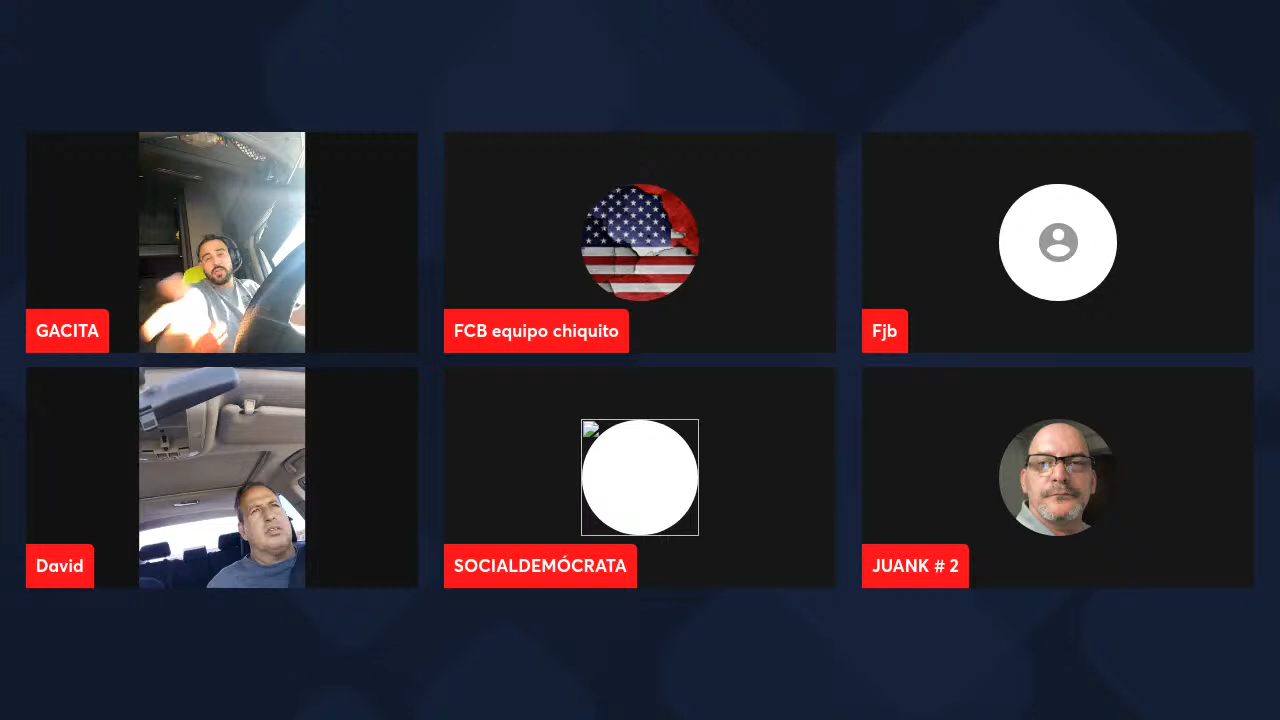 GACITA
FCB equipo chiquito
Fjb
David
SOCIALDEMÓCRATA
JUANK # 2